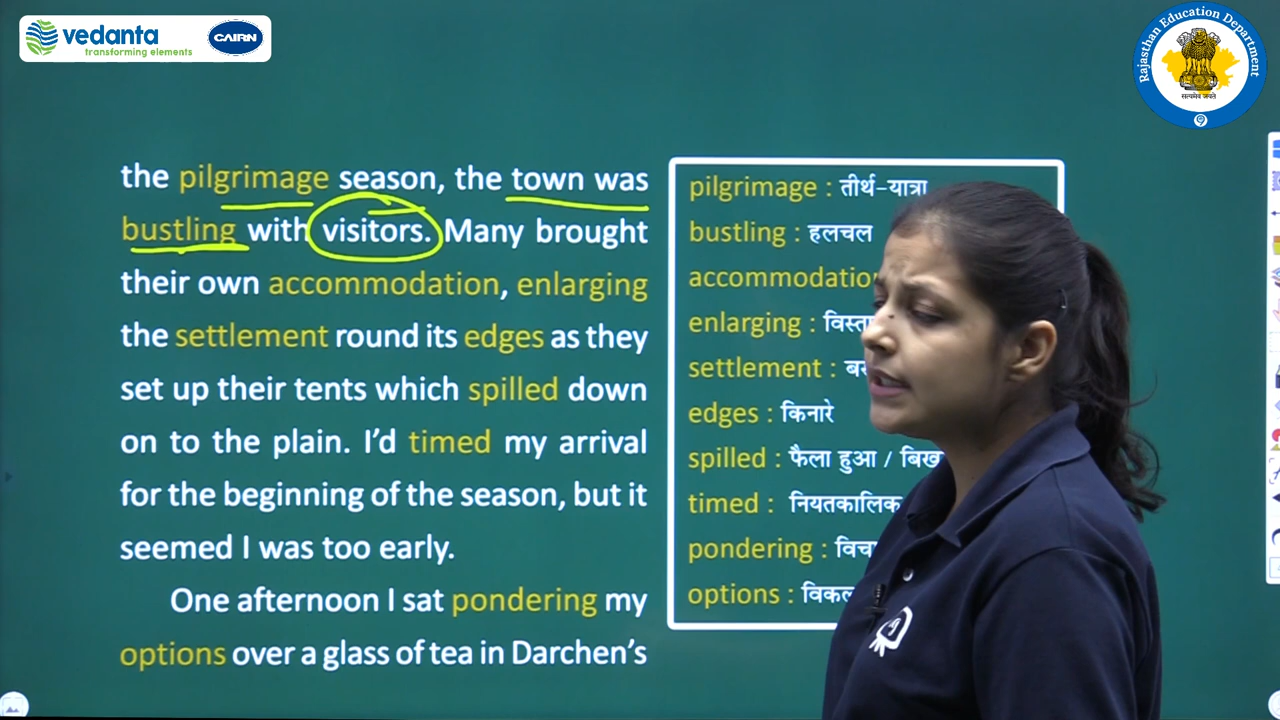 vedanta
transforming elements
CAIRN
Rajasthan Education Department
सत्यमेव जयते
the pilgrimage season, the town was
bustling with visitors. Many brought
their own accommodation, enlarging
the settlement round its edges as they
set up their tents which spilled down
on to the plain. I'd timed my arrival
for the beginning of the season, but it
seemed I was too early.
One afternoon I sat pondering my
options over a glass of tea in Darchen's
pilgrimage : तीर्थ-यात्रा
bustling : हलचल
enlarging :
settlement :
edges : किनारे
spilled : फैला हुआ /
timed : नियतकालिक
pondering :
options :